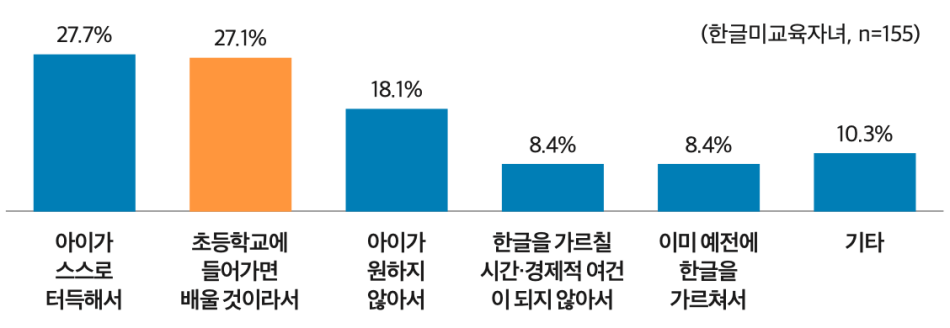 (한글미교육자녀, n=155)
27.7%
27.1%
18.1%
8.4%
8.4%
10.3%
아이가
스스로
터득해서
초등학교에
들어가면
배울 것이라서
아이가
원하지
않아서
한글을 가르칠
시간·경제적 여건
이 되지 않아서
이미 예전에
한글을
가르쳐서
기타